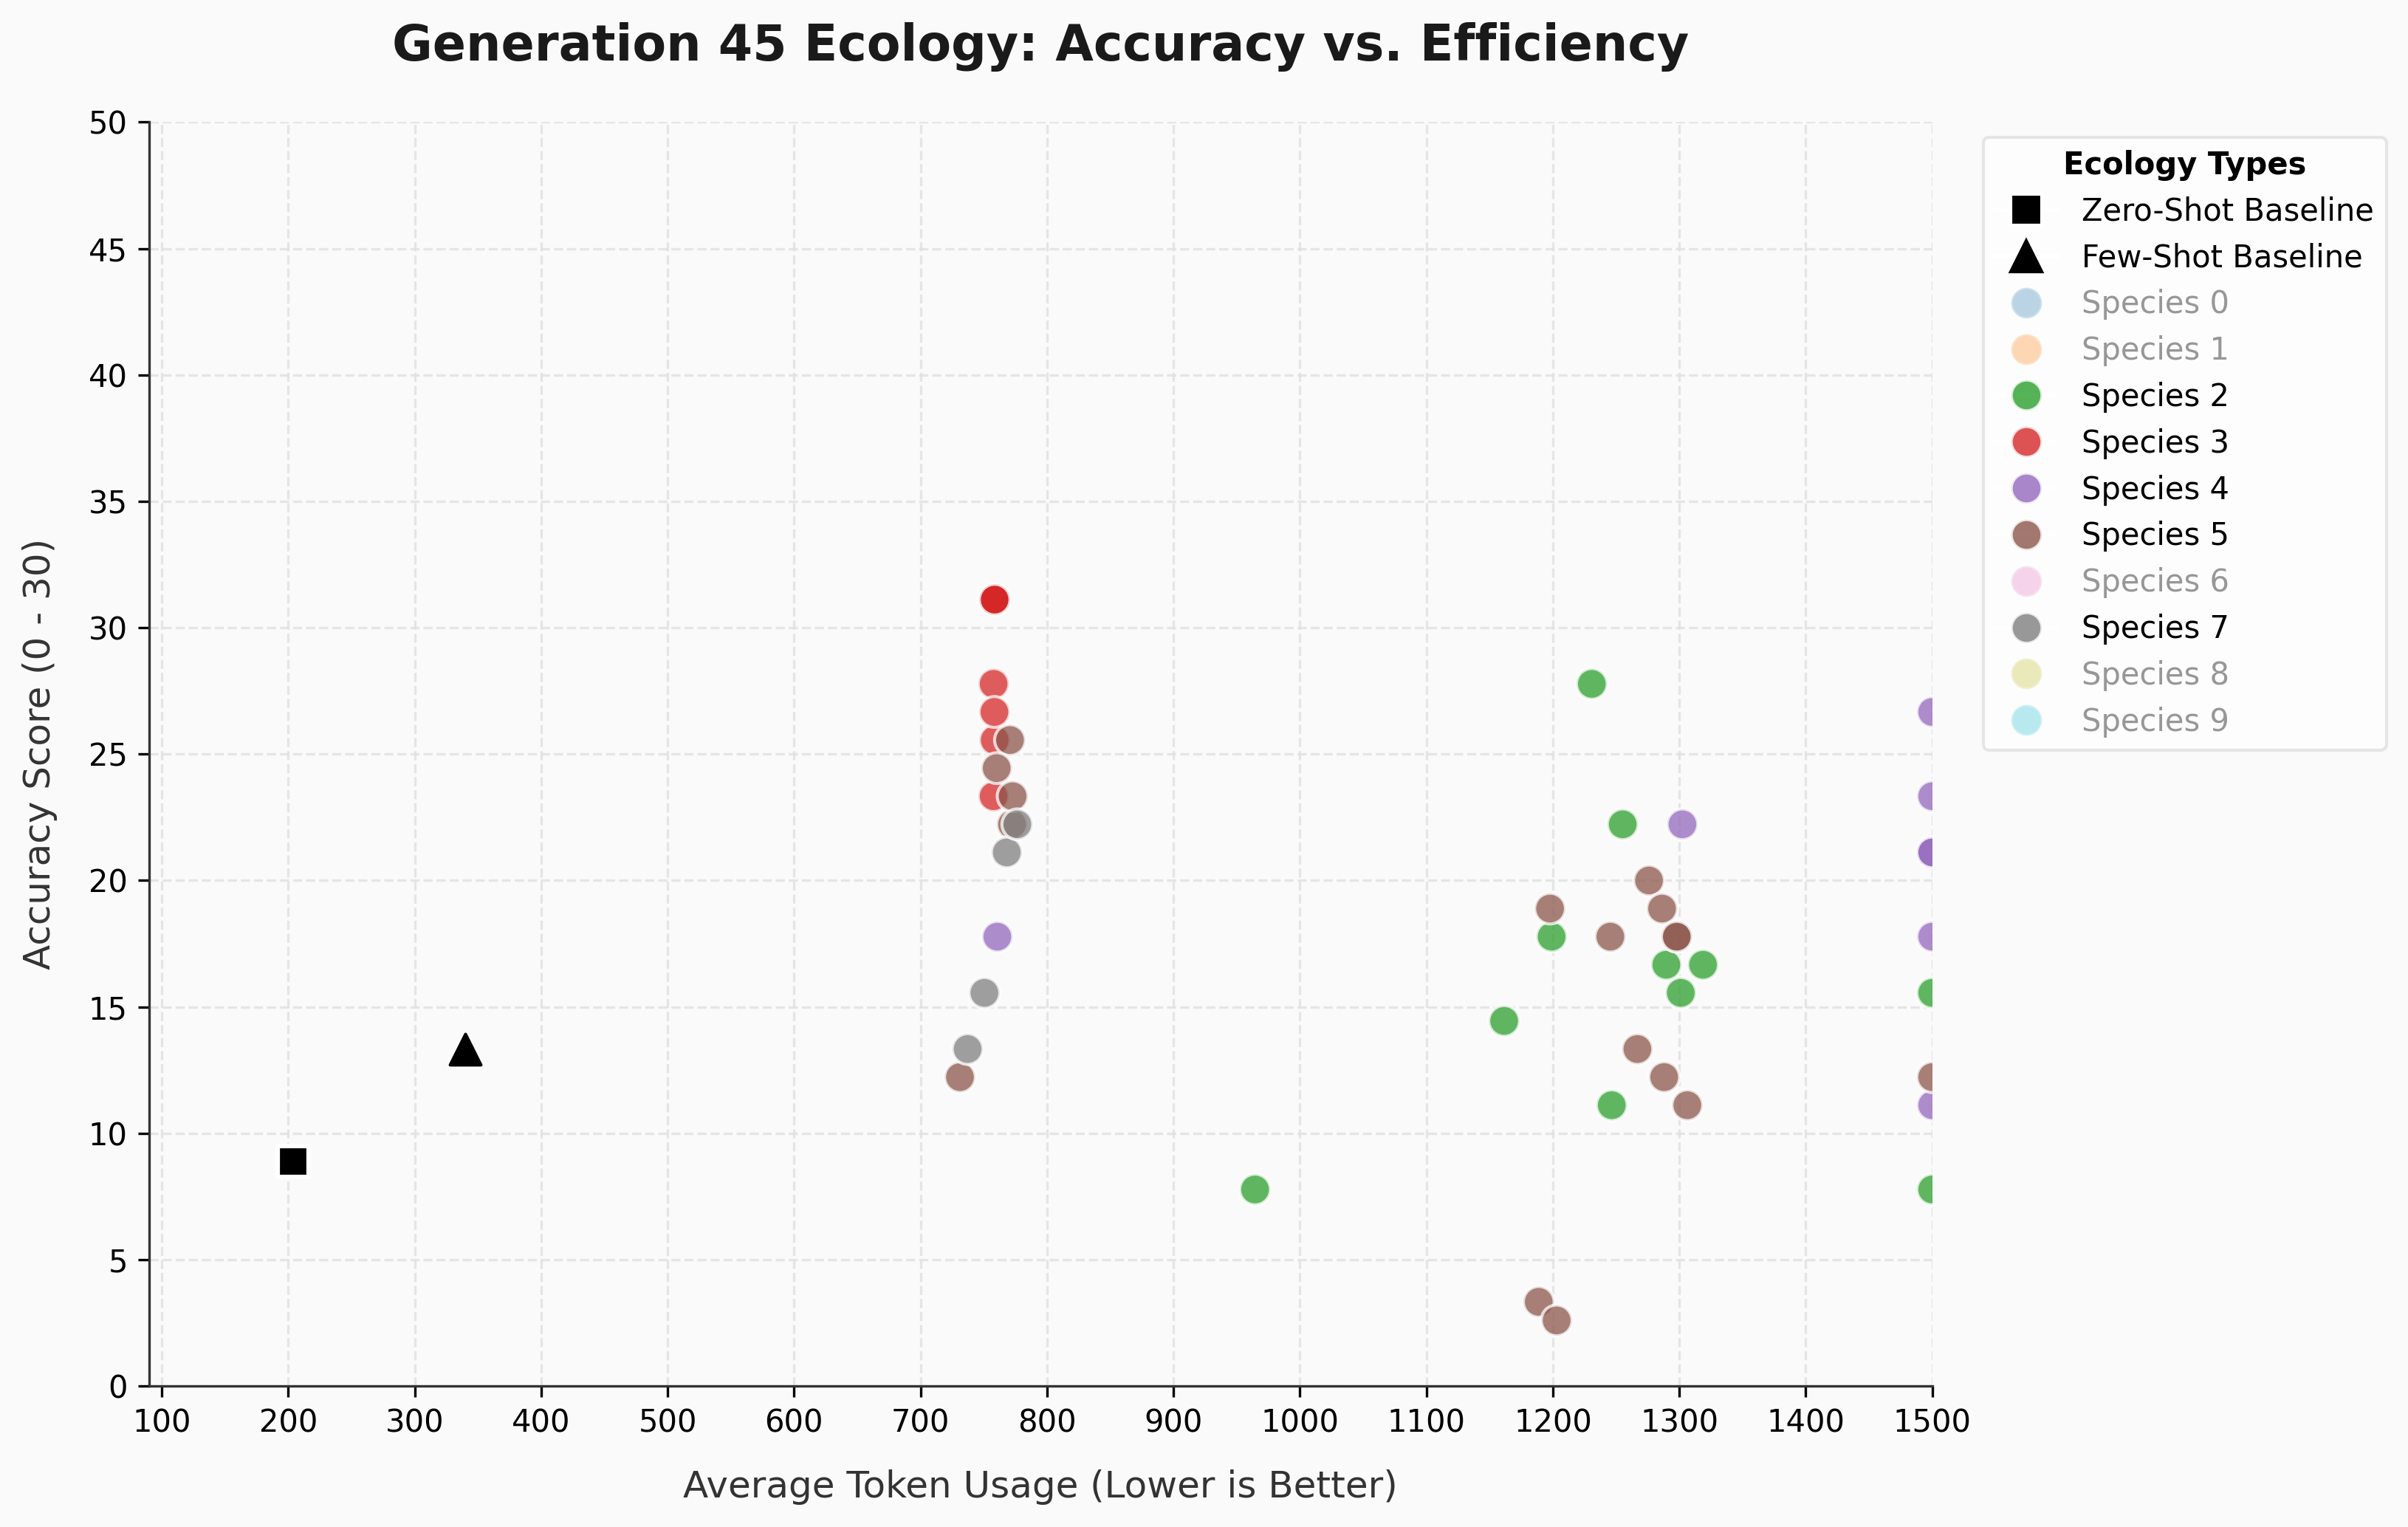 Generation 45 Ecology: Accuracy vs. Efficiency
50
45
40
35
30
25
20
15
10
5
0
Accuracy Score (0 - 30)
100 200 300 400 500 600 700 800 900 1000 1100 1200 1300 1400 1500
Average Token Usage (Lower is Better)
Ecology Types
Zero-Shot Baseline
Few-Shot Baseline
Species 0
Species 1
Species 2
Species 3
Species 4
Species 5
Species 6
Species 7
Species 8
Species 9